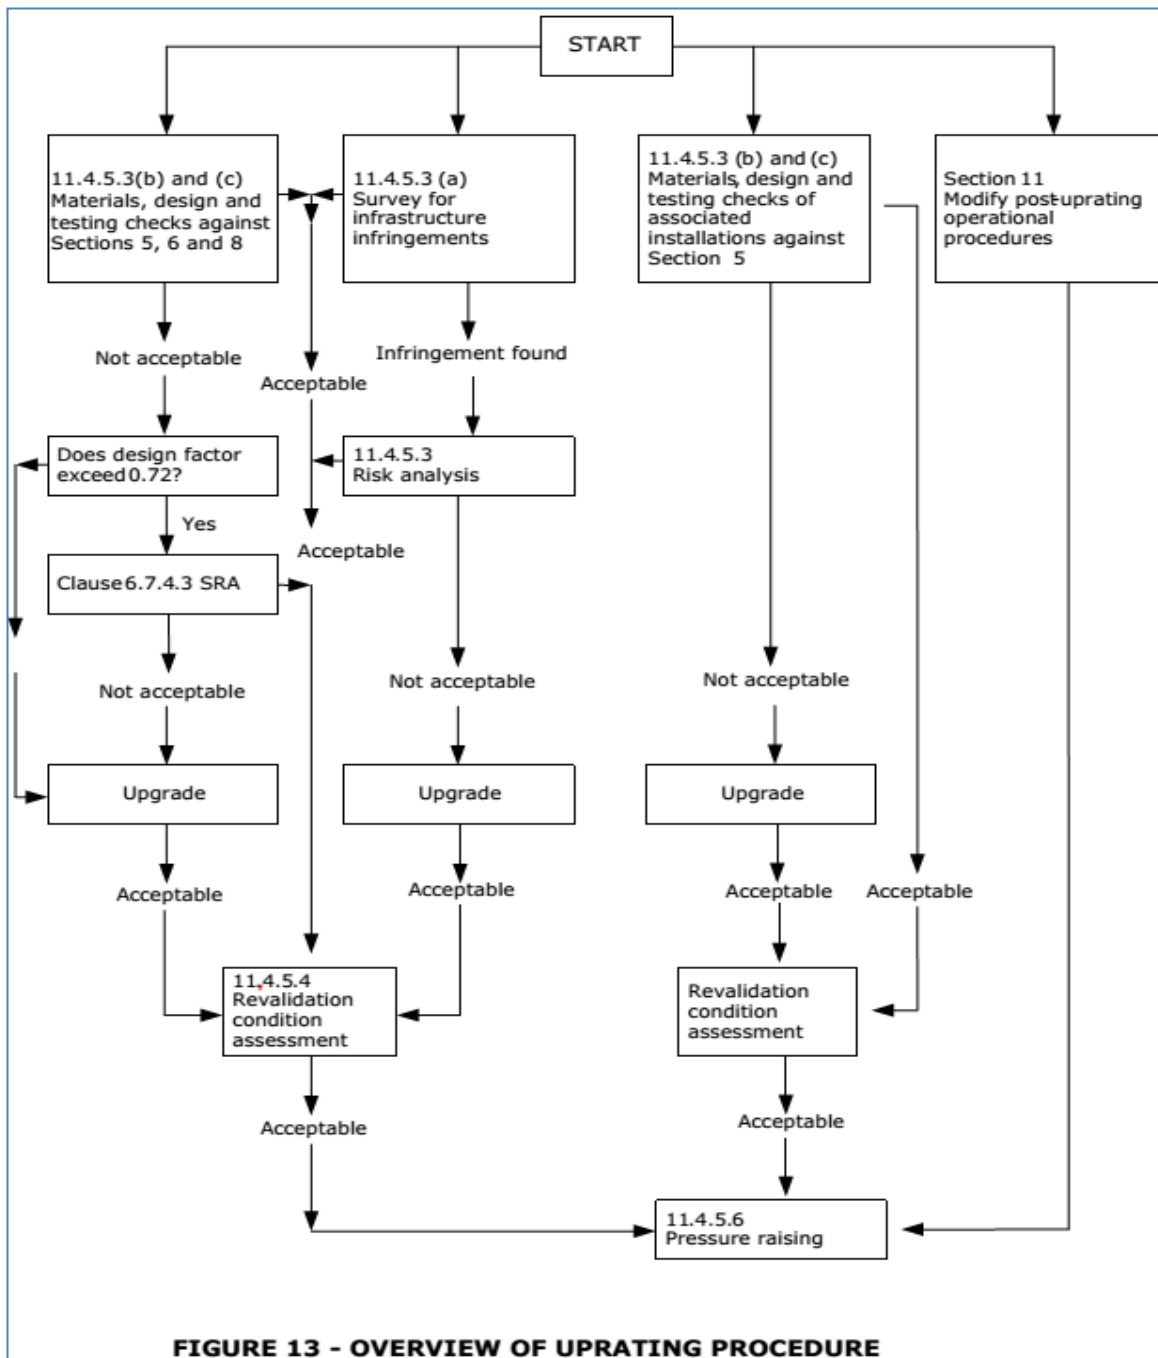 START
11.4.5.3(b) and (c)
Materials, design and
testing checks against
Sections 5, 6 and 8
11.4.5.3 (a)
Survey for
infrastructure
infringements
11.4.5.3 (b) and (c)
Materials, design and
testing checks of
associated
installations against
Section 5
Section 11
Modify post-uprating
operational
procedures
Not acceptable
Acceptable
Infringement found
Does design factor
exceed 0.72?
11.4.5.3
Risk analysis
Yes
Acceptable
Clause 6.7.4.3 SRA
Not acceptable
Not acceptable
Not acceptable
Upgrade
Upgrade
Upgrade
Acceptable
Acceptable
Acceptable
Acceptable
11,4.5.4
Revalidation
condition
assessment
Revalidation
condition
assessment
Acceptable
Acceptable
11.4.5.6
Pressure raising
FIGURE 13 - OVERVIEW OF UPRATING PROCEDURE